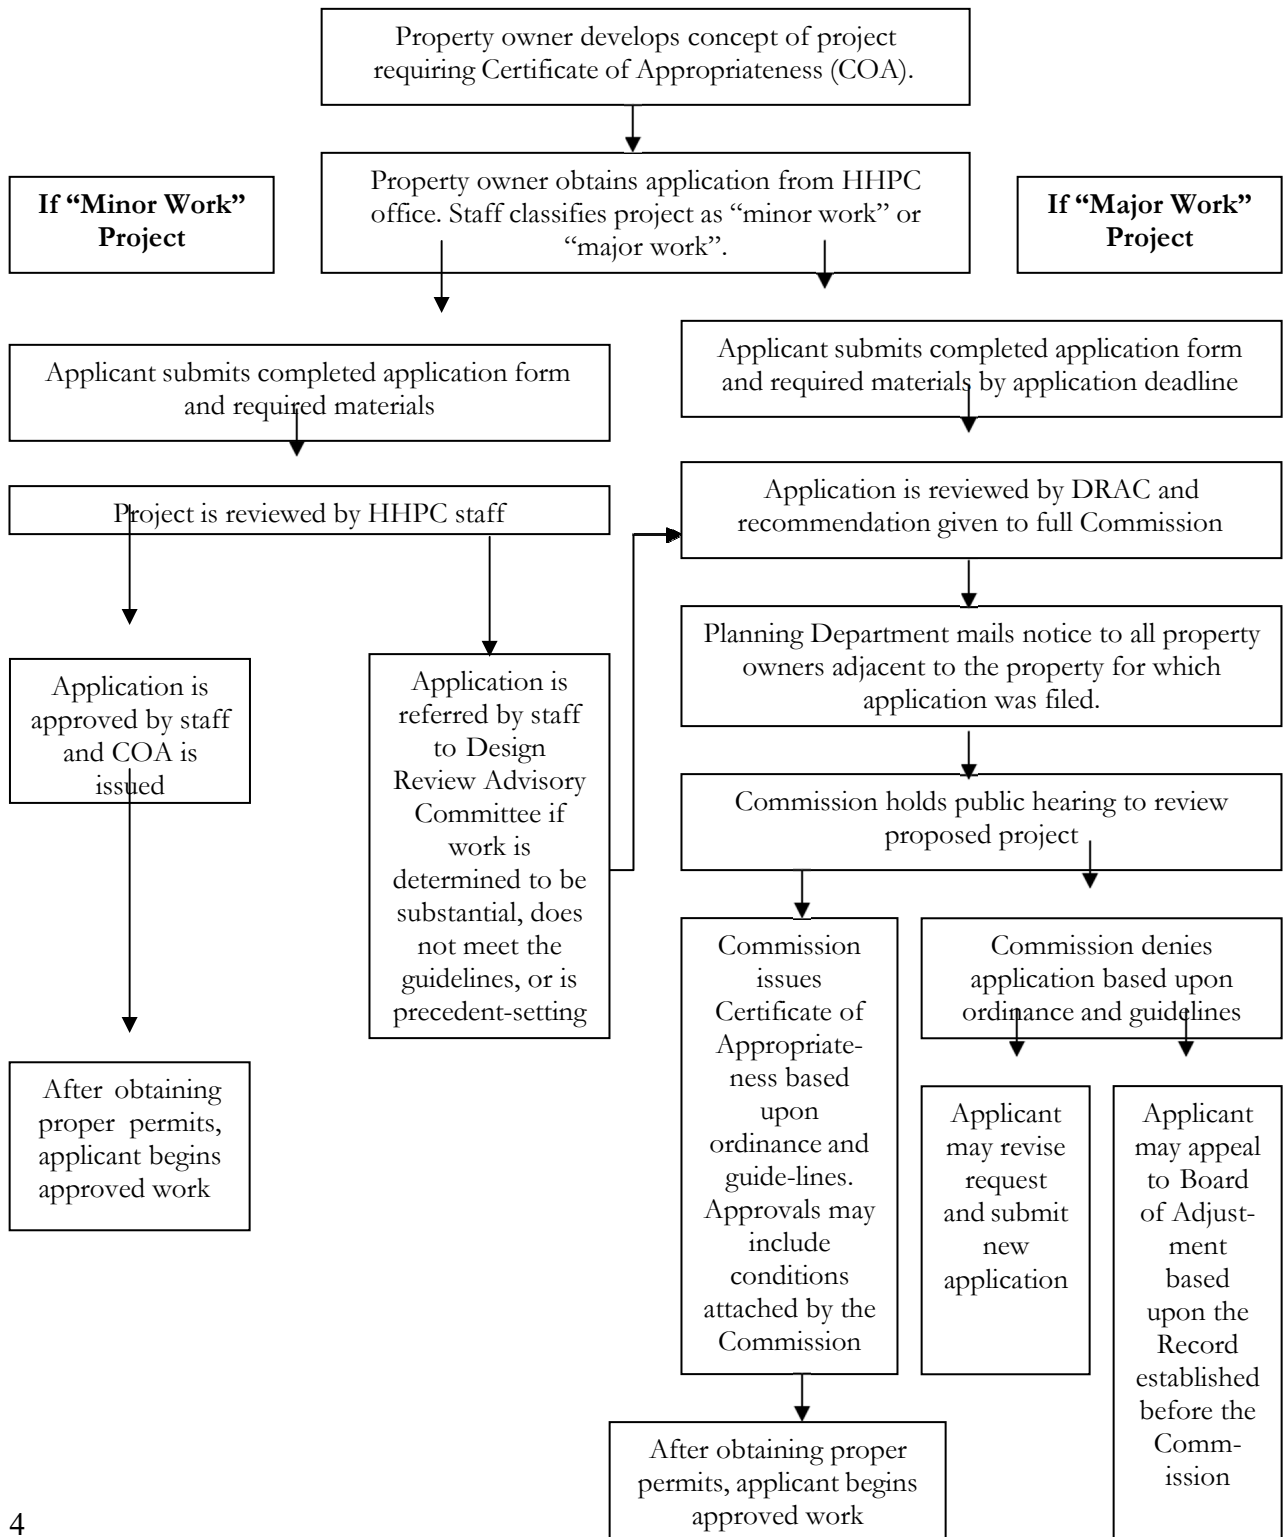 Property owner develops concept of project
requiring Certificate of Appropriateness (COA).
Property owner obtains application from HHPC
office. Staff classifies project as “minor work” or
“major work”.
If “Minor Work”
Project
If “Major Work”
Project
Applicant submits completed application form
and required materials
Applicant submits completed application form
and required materials by application deadline
Project is reviewed by HHPC staff
Application is reviewed by DRAC and
recommendation given to full Commission
Planning Department mails notice to all property
owners adjacent to the property for which
application was filed.
Application is
approved by staff
and COA is
issued
Application is
referred by staff
to Design
Review Advisory
Committee if
work is
determined to be
substantial, does
not meet the
guidelines, or is
precedent-setting
Commission holds public hearing to review
proposed project
Commission
issues
Certificate of
Appropriate-
ness based
upon
ordinance and
guide-lines.
Approvals may
include
conditions
attached by the
Commission
Commission denies
application based upon
ordinance and guidelines
After obtaining
proper permits,
applicant begins
approved work
Applicant
may revise
request
and submit
new
application
Applicant
may appeal
to Board
of Adjust-
ment
based
upon the
Record
established
before the
Comm-
ission
After obtaining proper
permits, applicant begins
approved work
4